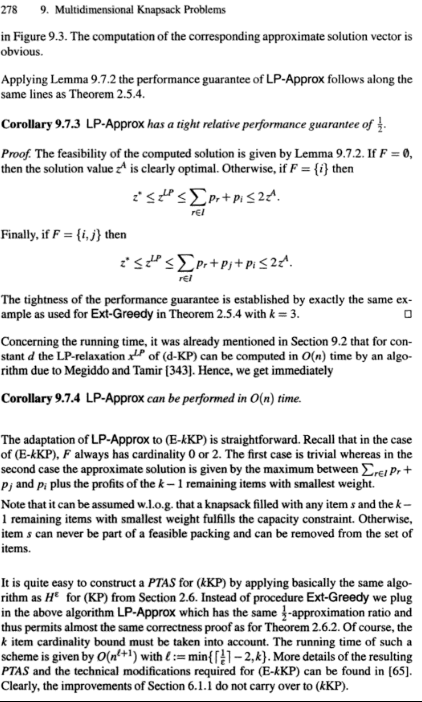 278 9. Multidimensional Knapsack Problems
in Figure 9.3. The computation of the corresponding approximate solution vector is
obvious.
Applying Lemma 9.7.2 the performance guarantee of LP-Approx follows along the
same lines as Theorem 2.5.4.
Corollary 9.7.3 LP-Approx has a tight relative performance guarantee of ½.
Proof. The feasibility of the computed solution is given by Lemma 9.7.2. If F = ∅,
then the solution value z^A is clearly optimal. Otherwise, if F = {i} then
z* ≤ z^{LP} ≤ ∑_{r∈I} p_r + p_i ≤ 2z^A.
Finally, if F = {i, j} then
z* ≤ z^{LP} ≤ ∑_{r∈I} p_r + p_j + p_i ≤ 2z^A.
The tightness of the performance guarantee is established by exactly the same ex-
ample as used for Ext-Greedy in Theorem 2.5.4 with k = 3. □
Concerning the running time, it was already mentioned in Section 9.2 that for con-
stant d the LP-relaxation x^{LP} of (d-KP) can be computed in O(n) time by an algo-
rithm due to Megiddo and Tamir [343]. Hence, we get immediately
Corollary 9.7.4 LP-Approx can be performed in O(n) time.
The adaptation of LP-Approx to (E-kKP) is straightforward. Recall that in the case
of (E-kKP), F always has cardinality 0 or 2. The first case is trivial whereas in the
second case the approximate solution is given by the maximum between ∑_{r∈I} p_r +
p_j and p_i plus the profits of the k − 1 remaining items with smallest weight.
Note that it can be assumed w.l.o.g. that a knapsack filled with any item s and the k −
1 remaining items with smallest weight fulfills the capacity constraint. Otherwise,
item s can never be part of a feasible packing and can be removed from the set of
items.
It is quite easy to construct a PTAS for (kKP) by applying basically the same algo-
rithm as H^ε for (KP) from Section 2.6. Instead of procedure Ext-Greedy we plug
in the above algorithm LP-Approx which has the same ½-approximation ratio and
thus permits almost the same correctness proof as for Theorem 2.6.2. Of course, the
k item cardinality bound must be taken into account. The running time of such a
scheme is given by O(n^{ℓ+1}) with ℓ := min{⌈1/ε⌉ − 2, k}. More details of the resulting
PTAS and the technical modifications required for (E-kKP) can be found in [65].
Clearly, the improvements of Section 6.1.1 do not carry over to (kKP).